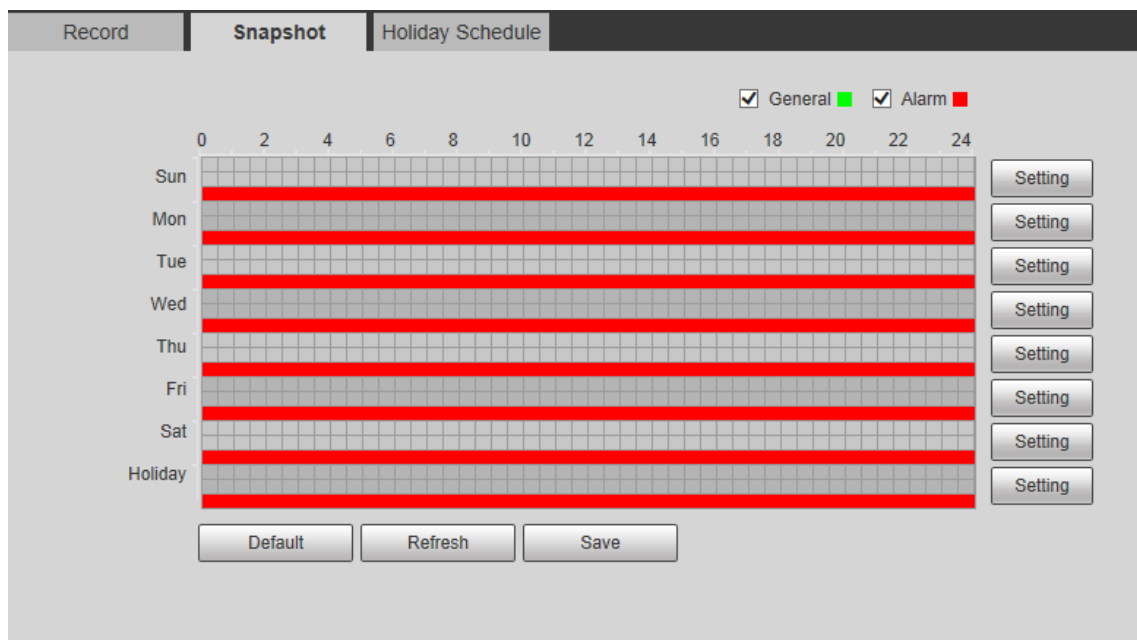 Record Snapshot Holiday Schedule
General Alarm
0 2 4 6 8 10 12 14 16 18 20 22 24
Sun Setting
Mon Setting
Tue Setting
Wed Setting
Thu Setting
Fri Setting
Sat Setting
Holiday Setting
Default Refresh Save